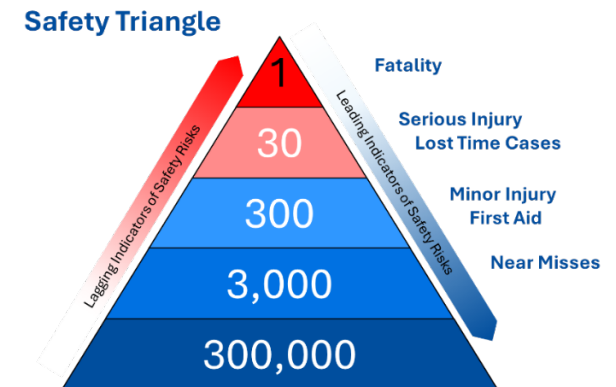 Safety Triangle
1
Fatality
30
Serious Injury
Lost Time Cases
300
Minor Injury
First Aid
3,000
Near Misses
300,000
Lagging Indicators of Safety Risks
Leading Indicators of Safety Risks